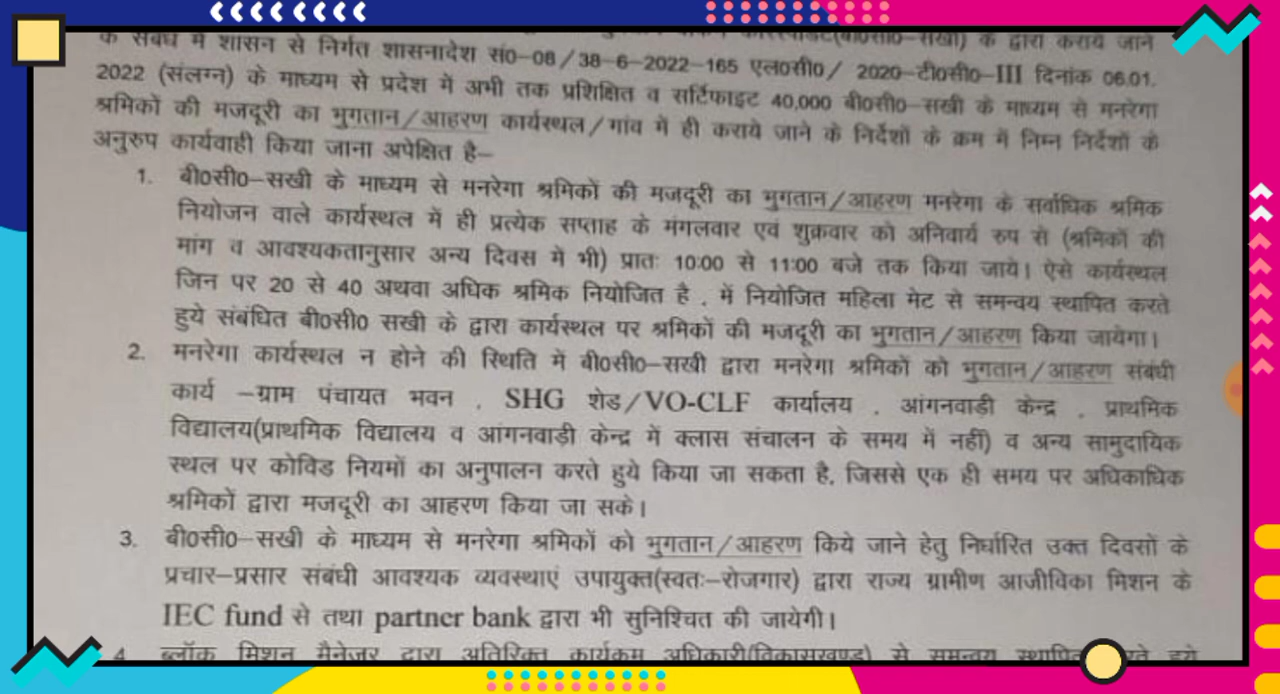 के संबंध में शासन से निर्गत शासनादेश सं0-08/38-6-2022-165 एल0सी0/ 2020-टी0सी0-III दिनांक 06.01.
2022 (संलग्न) के माध्यम से प्रदेश में अभी तक प्रशिक्षित व सर्टिफाइट 40,000 बी0सी0-सखी के माध्यम से मनरेगा
श्रमिकों की मजदूरी का भुगतान/आहरण कार्यस्थल/गांव में ही कराये जाने के निर्देशों के क्रम में निम्न निर्देशों के
अनुरुप कार्यवाही किया जाना अपेक्षित है-
1. बी0सी0-सखी के माध्यम से मनरेगा श्रमिकों की मजदूरी का भुगतान/आहरण मनरेगा के सर्वाधिक श्रमिक
नियोजन वाले कार्यस्थल में ही प्रत्येक सप्ताह के मंगलवार एवं शुक्रवार को अनिवार्य रुप से (श्रमिकों की
मांग व आवश्यकतानुसार अन्य दिवस मे भी) प्रातः 10:00 से 11:00 बजे तक किया जाये। ऐसे कार्यस्थल
जिन पर 20 से 40 अथवा अधिक श्रमिक नियोजित है , में नियोजित महिला मेट से समन्वय स्थापित करते
हुये संबंधित बी0सी0 सखी के द्वारा कार्यस्थल पर श्रमिकों की मजदूरी का भुगतान/आहरण किया जायेगा।
2. मनरेगा कार्यस्थल न होने की स्थिति में बी0सी0-सखी द्वारा मनरेगा श्रमिकों को भुगतान/आहरण संबंधी
कार्य -ग्राम पंचायत भवन , SHG शेड/VO-CLF कार्यालय , आंगनवाड़ी केन्द्र , प्राथमिक
विद्यालय(प्राथमिक विद्यालय व आंगनवाड़ी केन्द्र में क्लास संचालन के समय में नहीं) व अन्य सामुदायिक
स्थल पर कोविड नियमों का अनुपालन करते हुये किया जा सकता है, जिससे एक ही समय पर अधिकाधिक
श्रमिकों द्वारा मजदूरी का आहरण किया जा सके।
3. बी0सी0-सखी के माध्यम से मनरेगा श्रमिकों को भुगतान/आहरण किये जाने हेतु निर्धारित उक्त दिवसों के
प्रचार-प्रसार संबंधी आवश्यक व्यवस्थाएं उपायुक्त(स्वतः-रोजगार) द्वारा राज्य ग्रामीण आजीविका मिशन के
IEC fund से तथा partner bank द्वारा भी सुनिश्चित की जायेगी।
4 ब्लॉक मिशन मैनेजर द्वारा अतिरिक्त कार्यक्रम अधिकारी(विकासखण्ड) से समन्वय